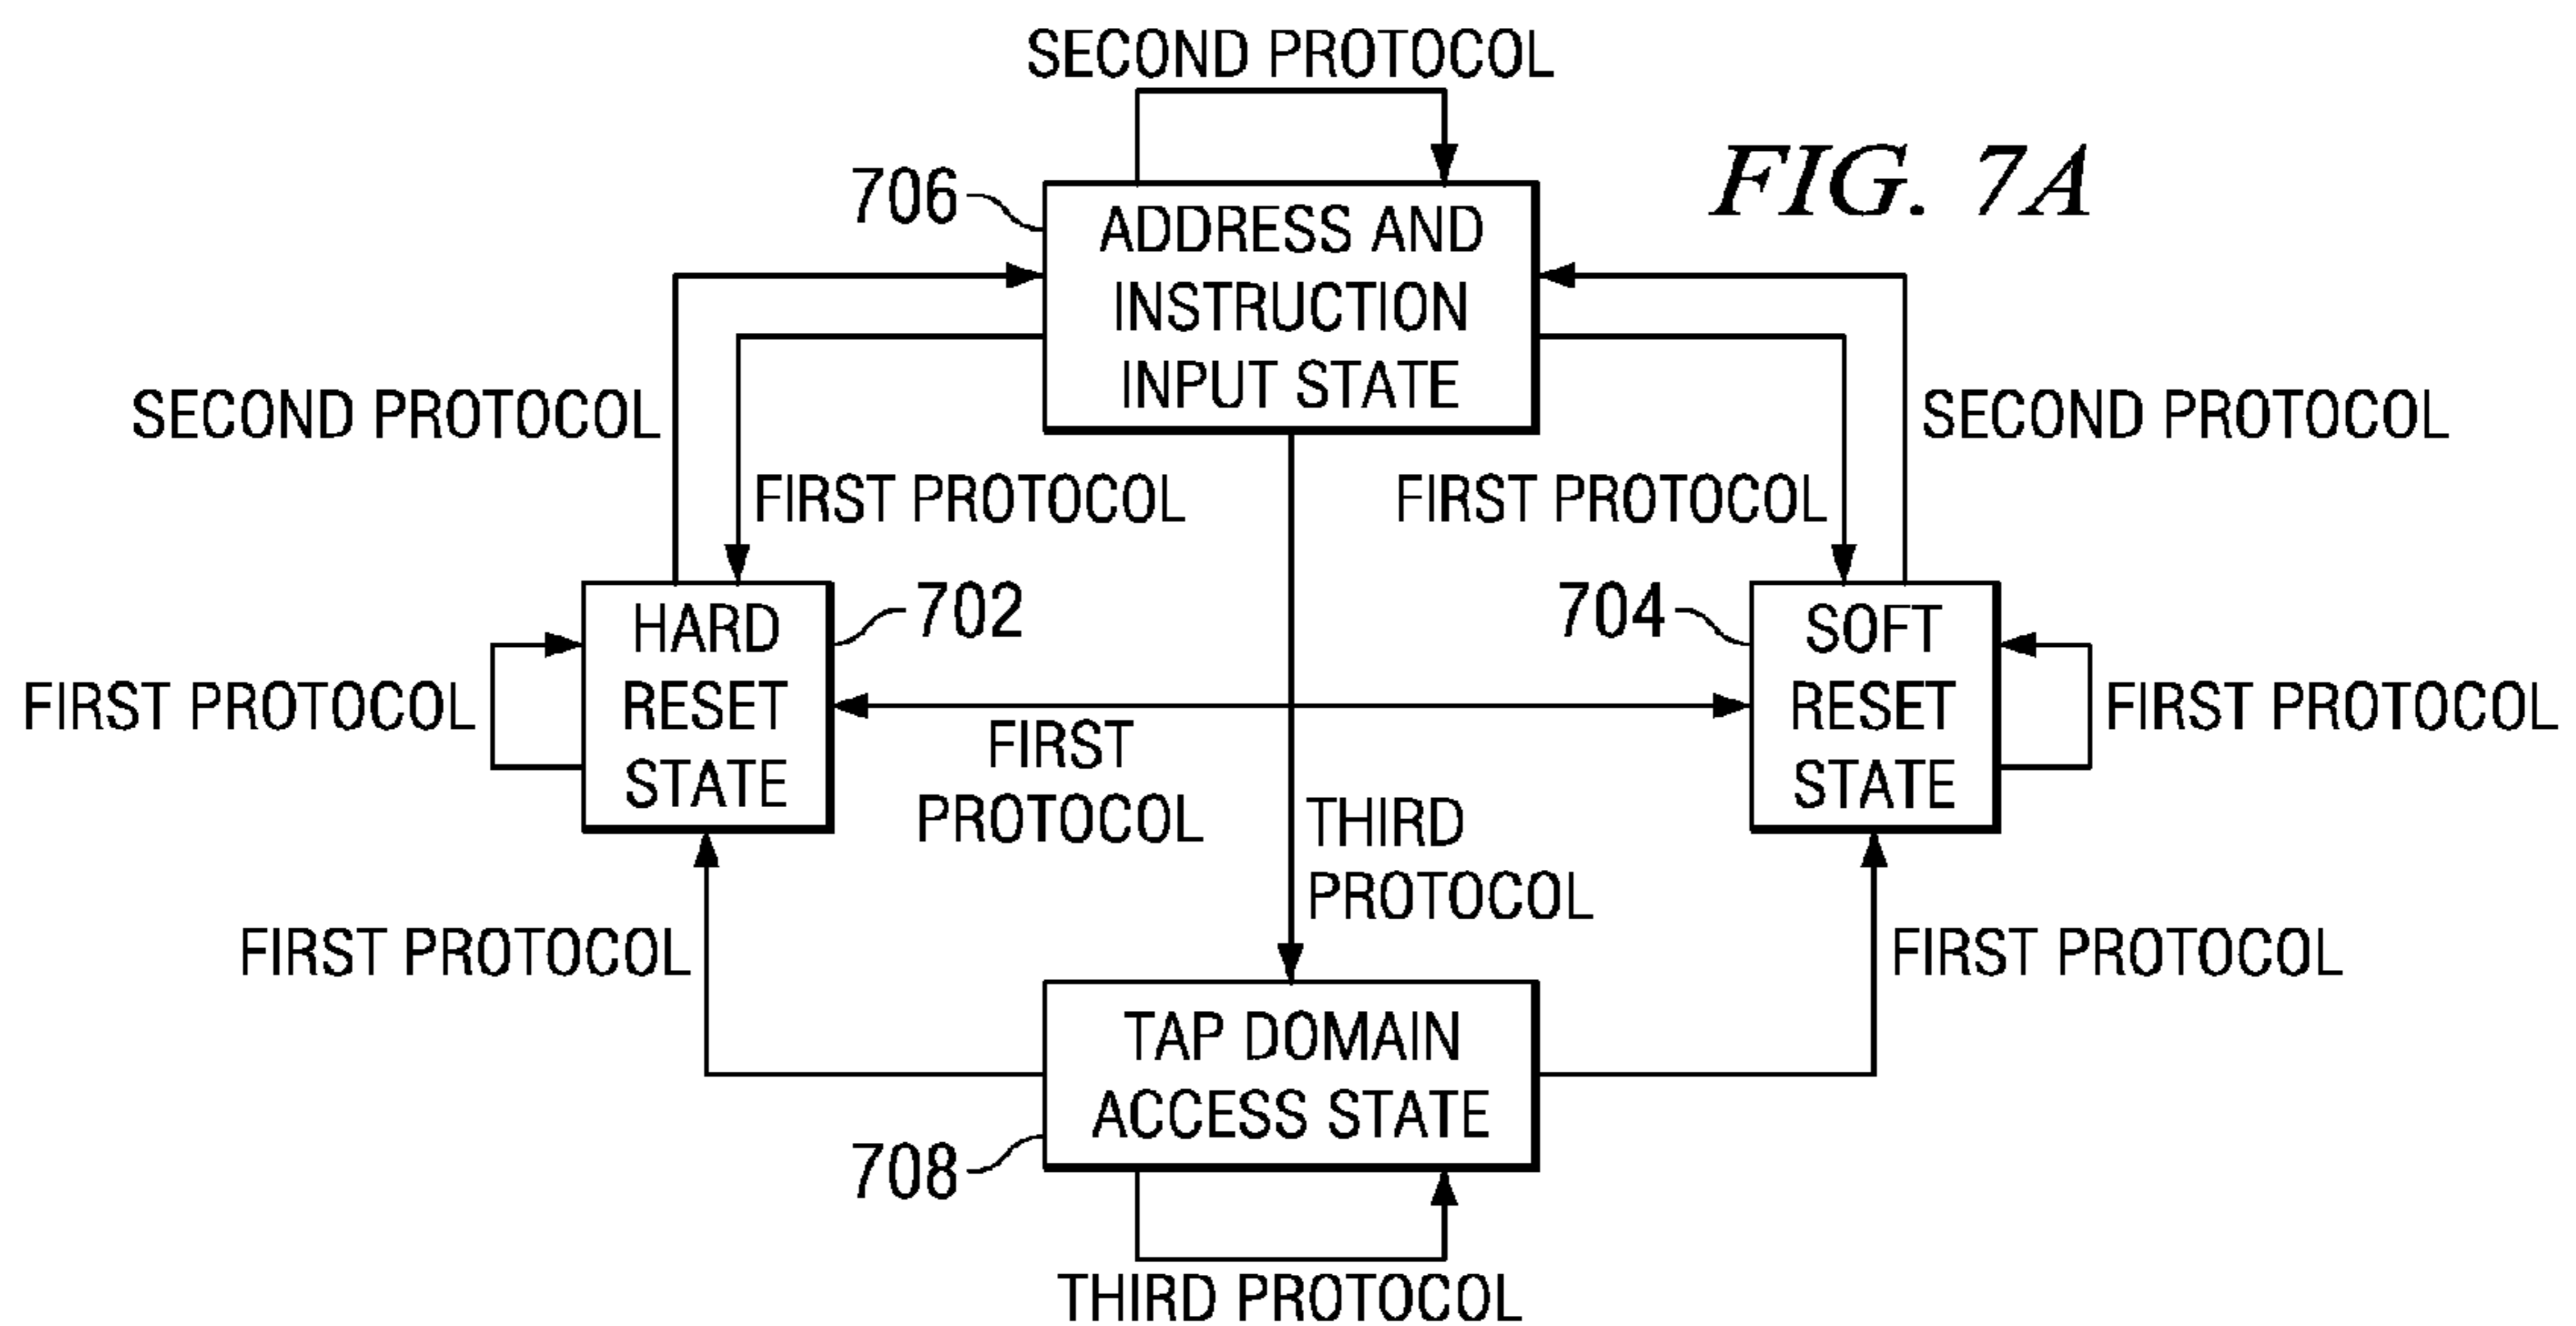 SECOND PROTOCOL
FIG. 7A
706
ADDRESS AND
INSTRUCTION
INPUT STATE
SECOND PROTOCOL
SECOND PROTOCOL
FIRST PROTOCOL
FIRST PROTOCOL
HARD
RESET
STATE
702
704
SOFT
RESET
STATE
FIRST PROTOCOL
FIRST PROTOCOL
FIRST
PROTOCOL
THIRD
PROTOCOL
FIRST PROTOCOL
FIRST PROTOCOL
TAP DOMAIN
ACCESS STATE
708
THIRD PROTOCOL